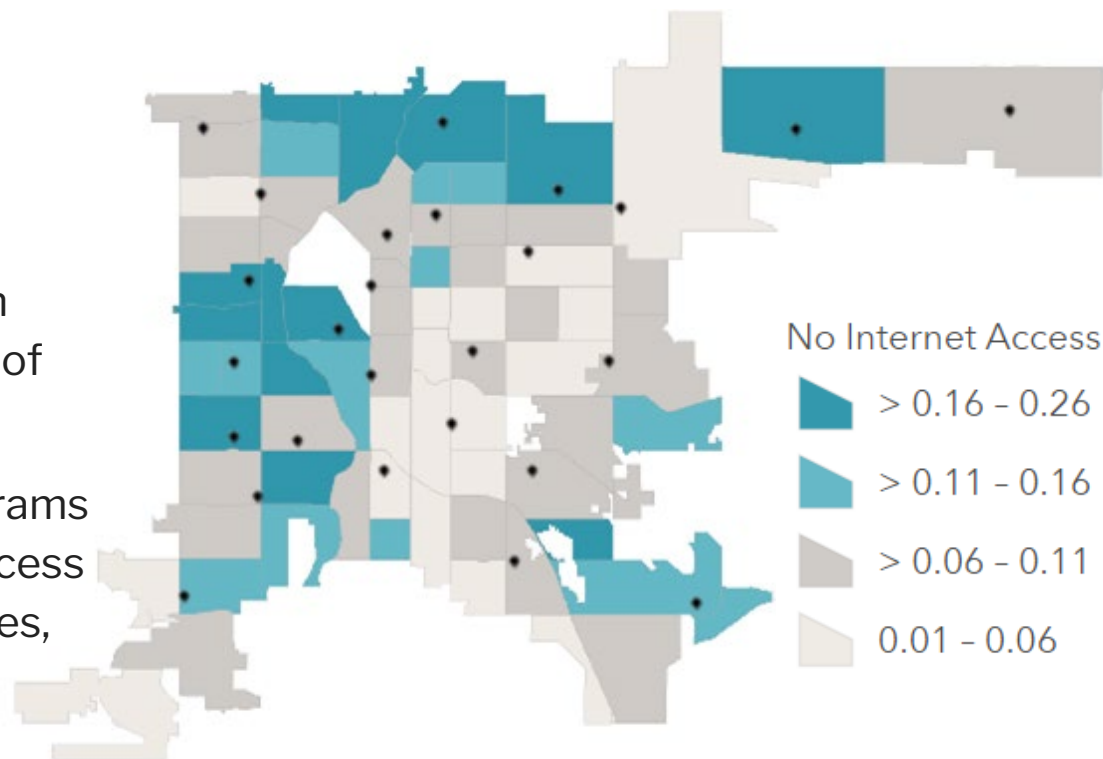 n
of
rams
cess
es,
No Internet Access
> 0.16 - 0.26
> 0.11 - 0.16
> 0.06 - 0.11
0.01 - 0.06